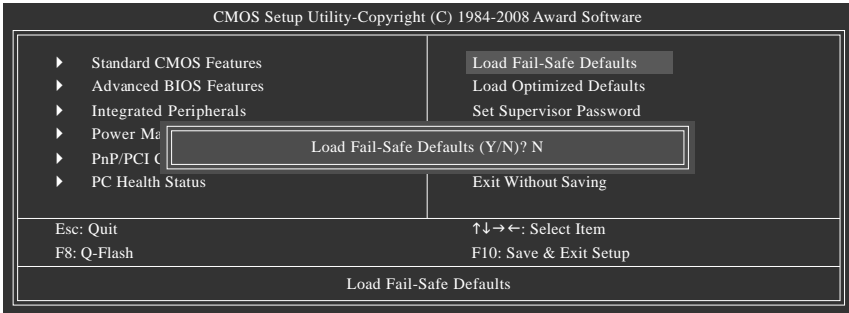 CMOS Setup Utility-Copyright (C) 1984-2008 Award Software
Standard CMOS Features
Advanced BIOS Features
Integrated Peripherals
Power
PnP/PCI
PC Health Status
Load Fail-Safe Defaults
Load Optimized Defaults
Set Supervisor Password
Exit Without Saving
Load Fail-Safe Defaults (Y/N)? N
Esc: Quit
↑↓→←: Select Item
F8: Q-Flash
F10: Save & Exit Setup
Load Fail-Safe Defaults